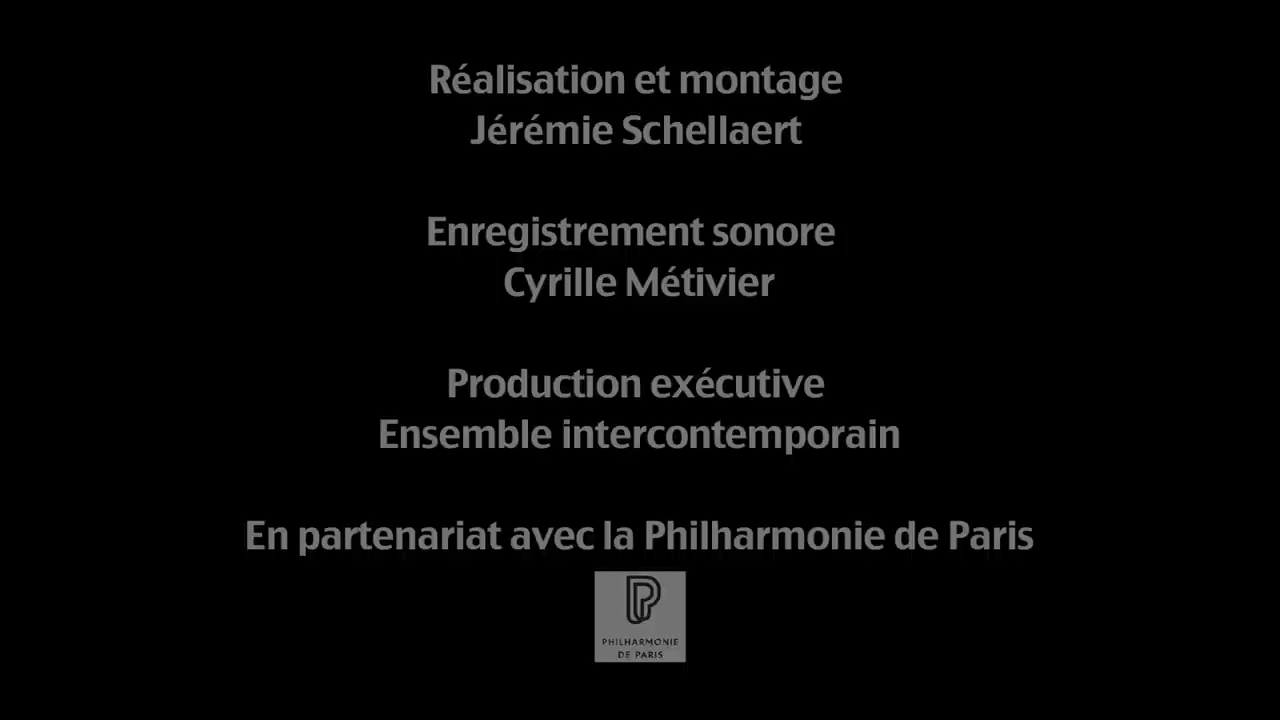 Réalisation et montage
Jérémie Schellaert
Enregistrement sonore
Cyrille Métivier
Production exécutive
Ensemble intercontemporain
En partenariat avec la Philharmonie de Paris
PHILHARMONIE
DE PARIS